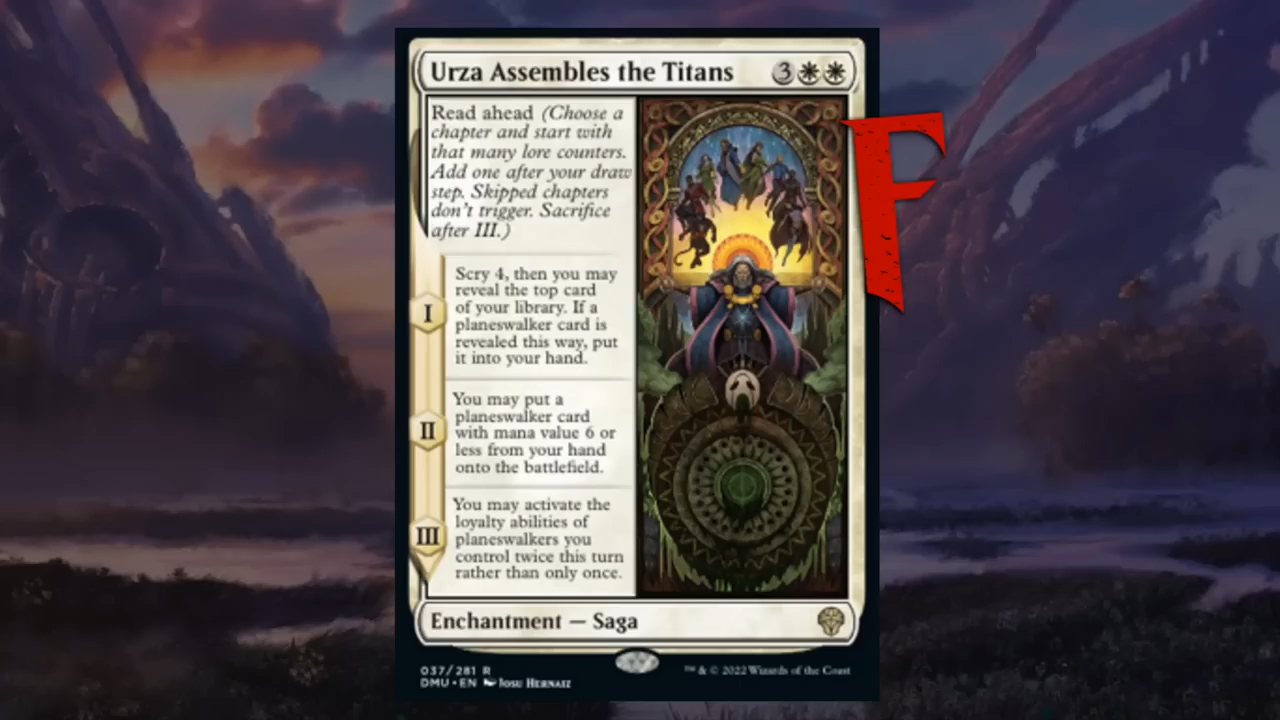 Urza Assembles the Titans 3
Read ahead (Choose a
chapter and start with
that many lore counters.
Add one after your draw
step. Skipped chapters
don't trigger. Sacrifice
after III.)
I
Scry 4, then you may
reveal the top card
of your library. If a
planeswalker card is
revealed this way, put
it into your hand.
II
You may put a
planeswalker card
with mana value 6 or
less from your hand
onto the battlefield.
III
You may activate the
loyalty abilities of
planeswalkers you
control twice this turn
rather than only once.
Enchantment — Saga
037/281 R
DMU • EN Josu Hernaiz
™ & © 2022 Wizards of the Coast
F